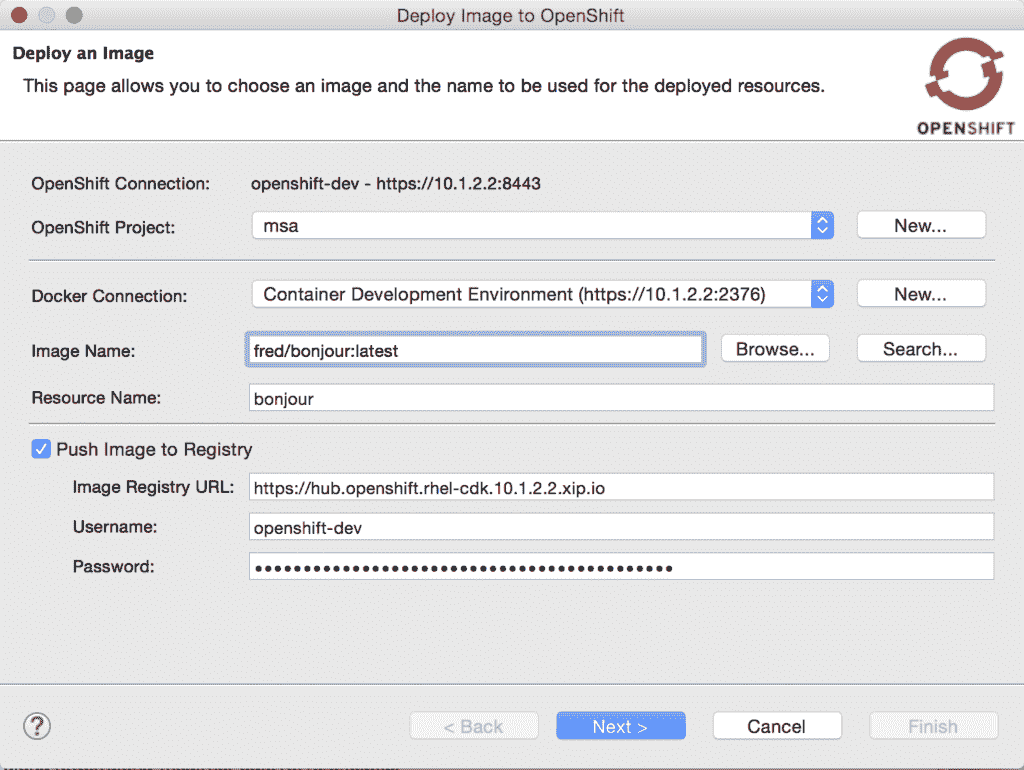 Deploy Image to OpenShift
Deploy an Image
This page allows you to choose an image and the name to be used for the deployed resources.
OPENSHIFT
OpenShift Connection: openshift-dev - https://10.1.2.2:8443
OpenShift Project: msa New...
Docker Connection: Container Development Environment (https://10.1.2.2:2376) New...
Image Name: fred/bonjour:latest Browse... Search...
Resource Name: bonjour
Push Image to Registry
Image Registry URL: https://hub.openshift.rhel-cdk.10.1.2.2.xip.io
Username: openshift-dev
Password: •••••••••••••••••••••••••••••••••••••••••••
? < Back Next > Cancel Finish